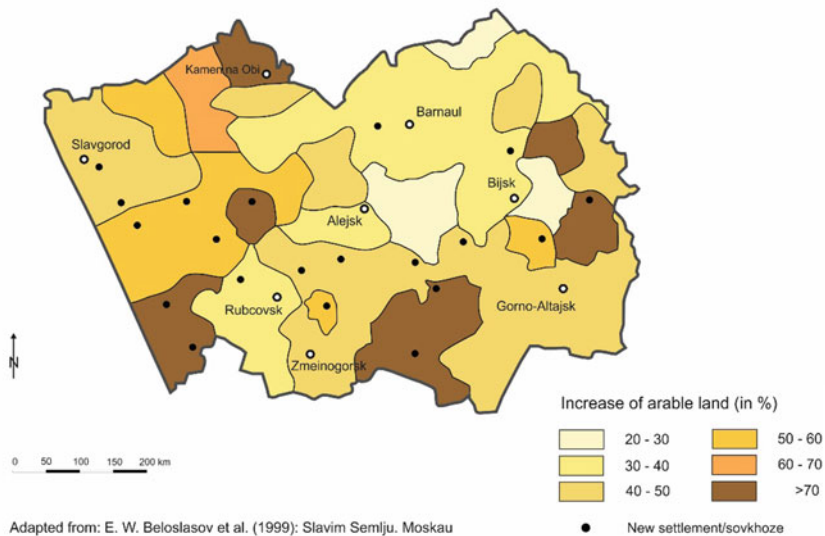 Kamen na Obi
Barnaul
Slavgorod
Bijsk
Alejsk
Rubcovsk
Gorno-Altajsk
Zmeinogorsk
N
Increase of arable land (in %)
20 - 30
50 - 60
30 - 40
60 - 70
40 - 50
>70
0 50 100 150 200 km
Adapted from: E. W. Beloslasov et al. (1999): Slavim Semlju. Moskau
New settlement/sovkhoze